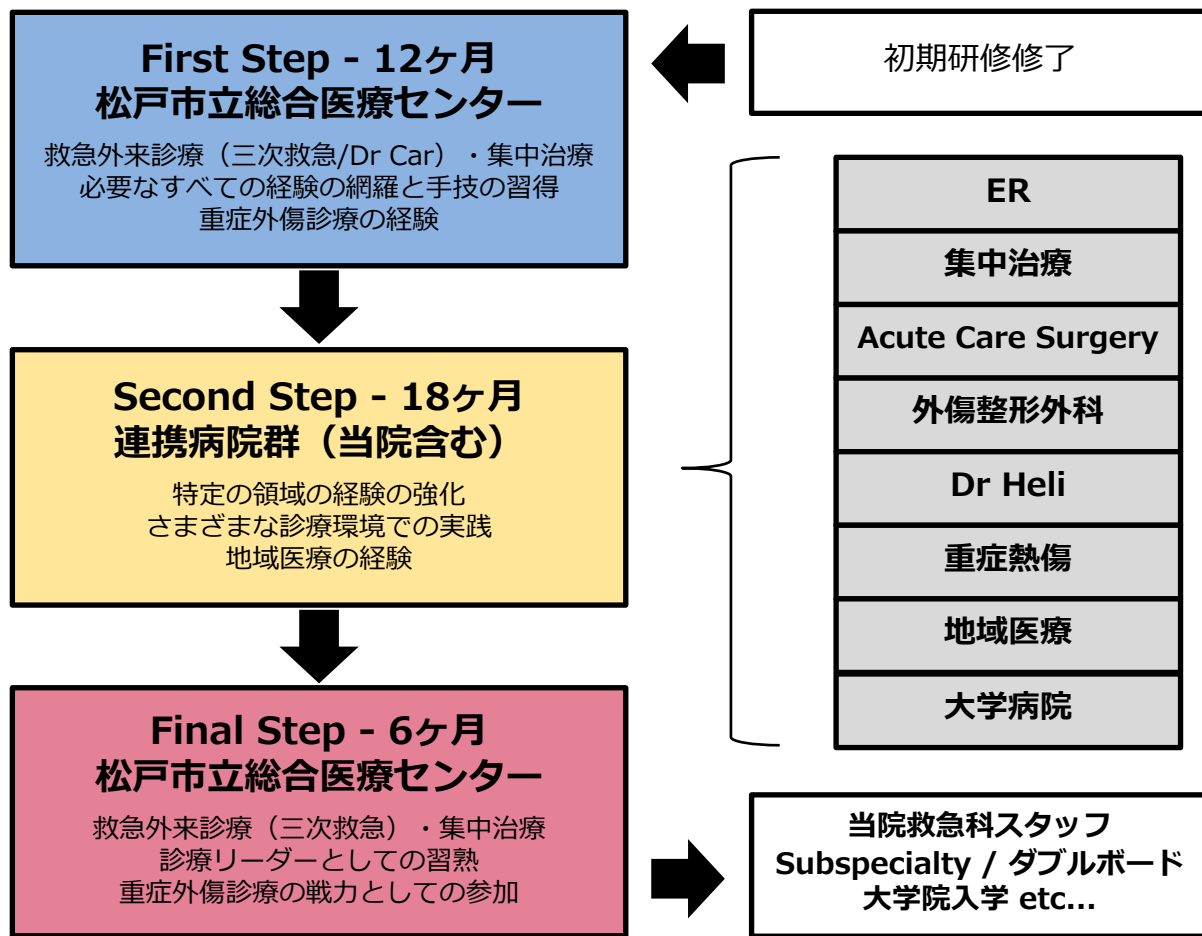 初期研修修了
First Step - 12ヶ月
松戸市立総合医療センター
救急外来診療（三次救急/Dr Car）・集中治療
必要なすべての経験の網羅と手技の習得
重症外傷診療の経験
Second Step - 18ヶ月
連携病院群（当院含む）
特定の領域の経験の強化
さまざまな診療環境での実践
地域医療の経験
ER
集中治療
Acute Care Surgery
外傷整形外科
Dr Heli
重症熱傷
地域医療
大学病院
Final Step - 6ヶ月
松戸市立総合医療センター
救急外来診療（三次救急）・集中治療
診療リーダーとしての習熟
重症外傷診療の戦力としての参加
当院救急科スタッフ
Subspecialty / ダブルボード
大学院入学 etc...